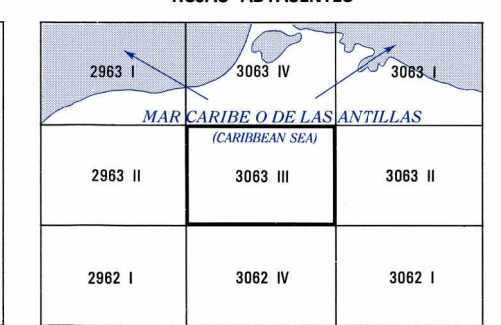 HOJAS ADYACENTES
2963 I 3063 IV 3063 I
MAR CARIBE O DE LAS ANTILLAS
(CARIBBEAN SEA)
2963 II 3063 III 3063 II
2962 I 3062 IV 3062 I